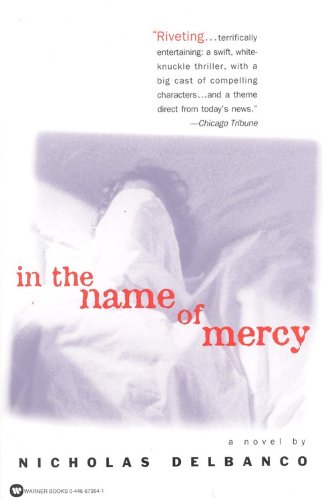 "Riveting...terrifically
entertaining: a swift, white-
knuckle thriller, with a
big cast of compelling
characters...and a theme
direct from today's news."
—Chicago Tribune
in the
name of
mercy
a novel by
NICHOLAS DELBANCO
WARNER BOOKS 0-446-67364-1